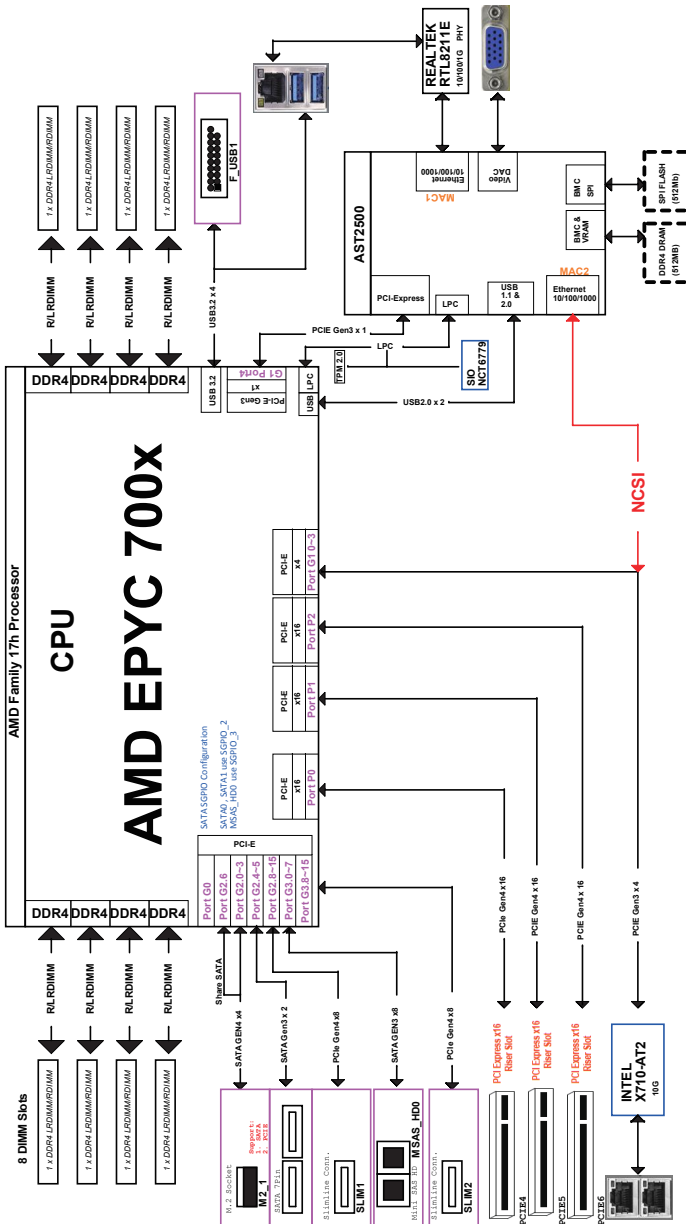 8 DIMM Slots
1 x DDR4 LRDIMM/RDIMM
1 x DDR4 LRDIMM/RDIMM
1 x DDR4 LRDIMM/RDIMM
1 x DDR4 LRDIMM/RDIMM
R/LRDIMM
R/LRDIMM
R/LRDIMM
R/LRDIMM
DDR4
DDR4
DDR4
DDR4
AMD Family 17h Processor
CPU
AMD EPYC 700x
DDR4
DDR4
DDR4
DDR4
R/LRDIMM
R/LRDIMM
R/LRDIMM
R/LRDIMM
1 x DDR4 LRDIMM/RDIMM
1 x DDR4 LRDIMM/RDIMM
1 x DDR4 LRDIMM/RDIMM
1 x DDR4 LRDIMM/RDIMM
SATA SGPIO Configuration
SATA0, SATA1 use SGPIO_2
MSAS_HD0 use SGPIO_3
PCI-E
Port G0
Port G2.6
Port G2.0~3
Port G2.4~5
Port G2.8~15
Port G3.0~7
Port G3.8~15
PCI-E
x16
Port P0
PCI-E
x16
Port P1
PCI-E
x16
Port P2
PCI-E
x4
Port G1 0~3
USB 3.2
PCI-E Gen3
x1
G1 Port4
USB
LPC
USB3.2 x 4
F_USB1
PCIE Gen3 x 1
LPC
TPM 2.0
SIO
NCT6779
USB2.0 x 2
AST2500
PCI-Express
LPC
USB
1.1 &
2.0
MAC2
Ethernet
10/100/1000
MAC1
Ethernet
10/100/1000
Video
DAC
BMC &
VRAM
BMC
SPI
REALTEK
RTL8211E
10/100/1G PHY
DDR4 DRAM
(512MB)
SPI FLASH
(512Mb)
NCSI
Share SATA
SATA GEN4 x4
SATA Gen3 x 2
PCIe Gen4 x8
SATA GEN3 x8
PCIe Gen4 x8
M.2 Socket
M2_1
Support:
1. SATA
2. PCIE
SATA 7Pin
Slimline Conn.
SLIM1
Mini SAS HD
MSAS_HD0
Slimline Conn.
SLIM2
PCIe Gen4 x16
PCIE Gen4 x 16
PCIE Gen4 x 16
PCIE Gen3 x 4
PCI Express x16
Riser Slot
PCIE4
PCI Express x16
Riser Slot
PCIE5
PCI Express x16
Riser Slot
PCIE6
INTEL
X710-AT2
10G